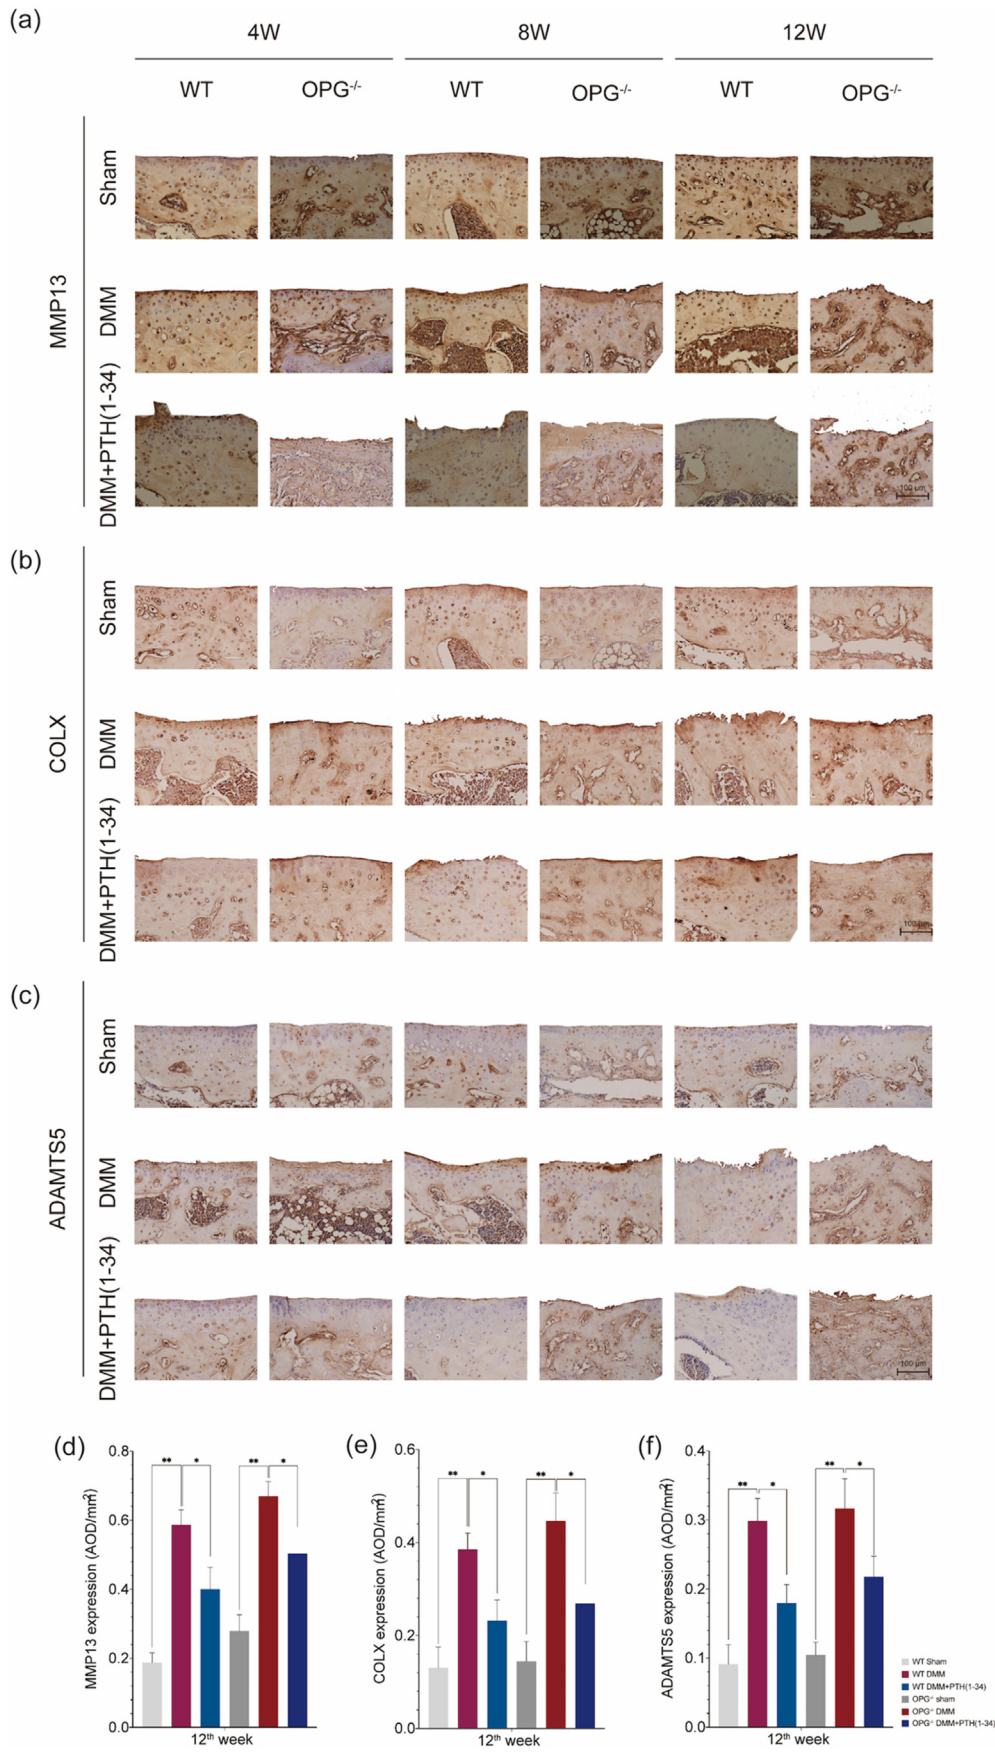 (a)
4W 8W 12W
WT OPG-/- WT OPG-/- WT OPG-/-
MMP13
Sham
DMM
DMM+PTH(1-34)
100 μm
(b)
COLX
Sham
DMM
DMM+PTH(1-34)
100 μm
(c)
ADAMTS5
Sham
DMM
DMM+PTH(1-34)
100 μm
(d)
MMP13 expression (AOD/mm²)
0.8
0.6
0.4
0.2
0.0
** * ** *
12th week
(e)
COLX expression (AOD/mm²)
0.6
0.4
0.2
0.0
** * ** *
12th week
(f)
ADAMTS5 expression (AOD/mm²)
0.4
0.3
0.2
0.1
0.0
** * ** *
12th week
WT Sham
WT DMM
WT DMM+PTH(1-34)
OPG-/- sham
OPG-/- DMM
OPG-/- DMM+PTH(1-34)